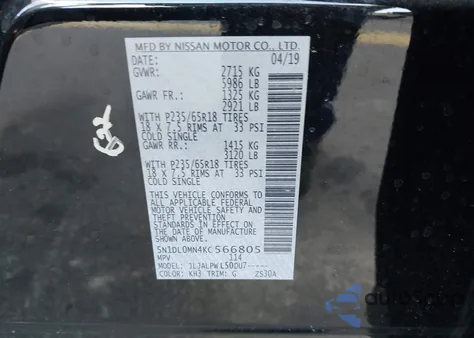 MFD BY NISSAN MOTOR CO., LTD.
DATE: 04/19
GVWR: 2715 KG
5986 LB
GAWR FR.: 1325 KG
2921 LB
WITH P235/65R18 TIRES
18 X 7.5 RIMS AT 33 PSI
COLD SINGLE
GAWR RR.: 1415 KG
3120 LB
WITH P235/65R18 TIRES
18 X 7.5 RIMS AT 33 PSI
COLD SINGLE
THIS VEHICLE CONFORMS TO
ALL APPLICABLE FEDERAL
MOTOR VEHICLE SAFETY AND
THEFT PREVENTION
STANDARDS IN EFFECT ON
THE DATE OF MANUFACTURE
SHOWN ABOVE.
5N1DL0MN4KC566805
MPV 114
MODEL: JLJALPW L50DU7-----
COLOR: KH3 TRIM: G ZS30A